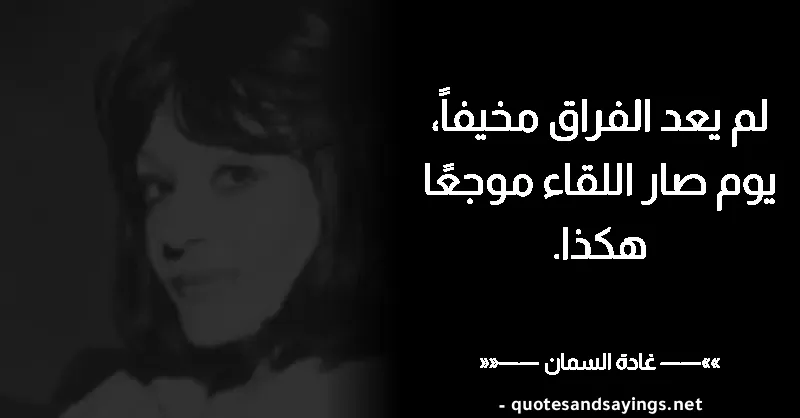 لم يعد الفراق مخيفاً،
يوم صار اللقاء موجعًا
هكذا.
»»—— غادة السمان ——««
- quotesandsayings.net